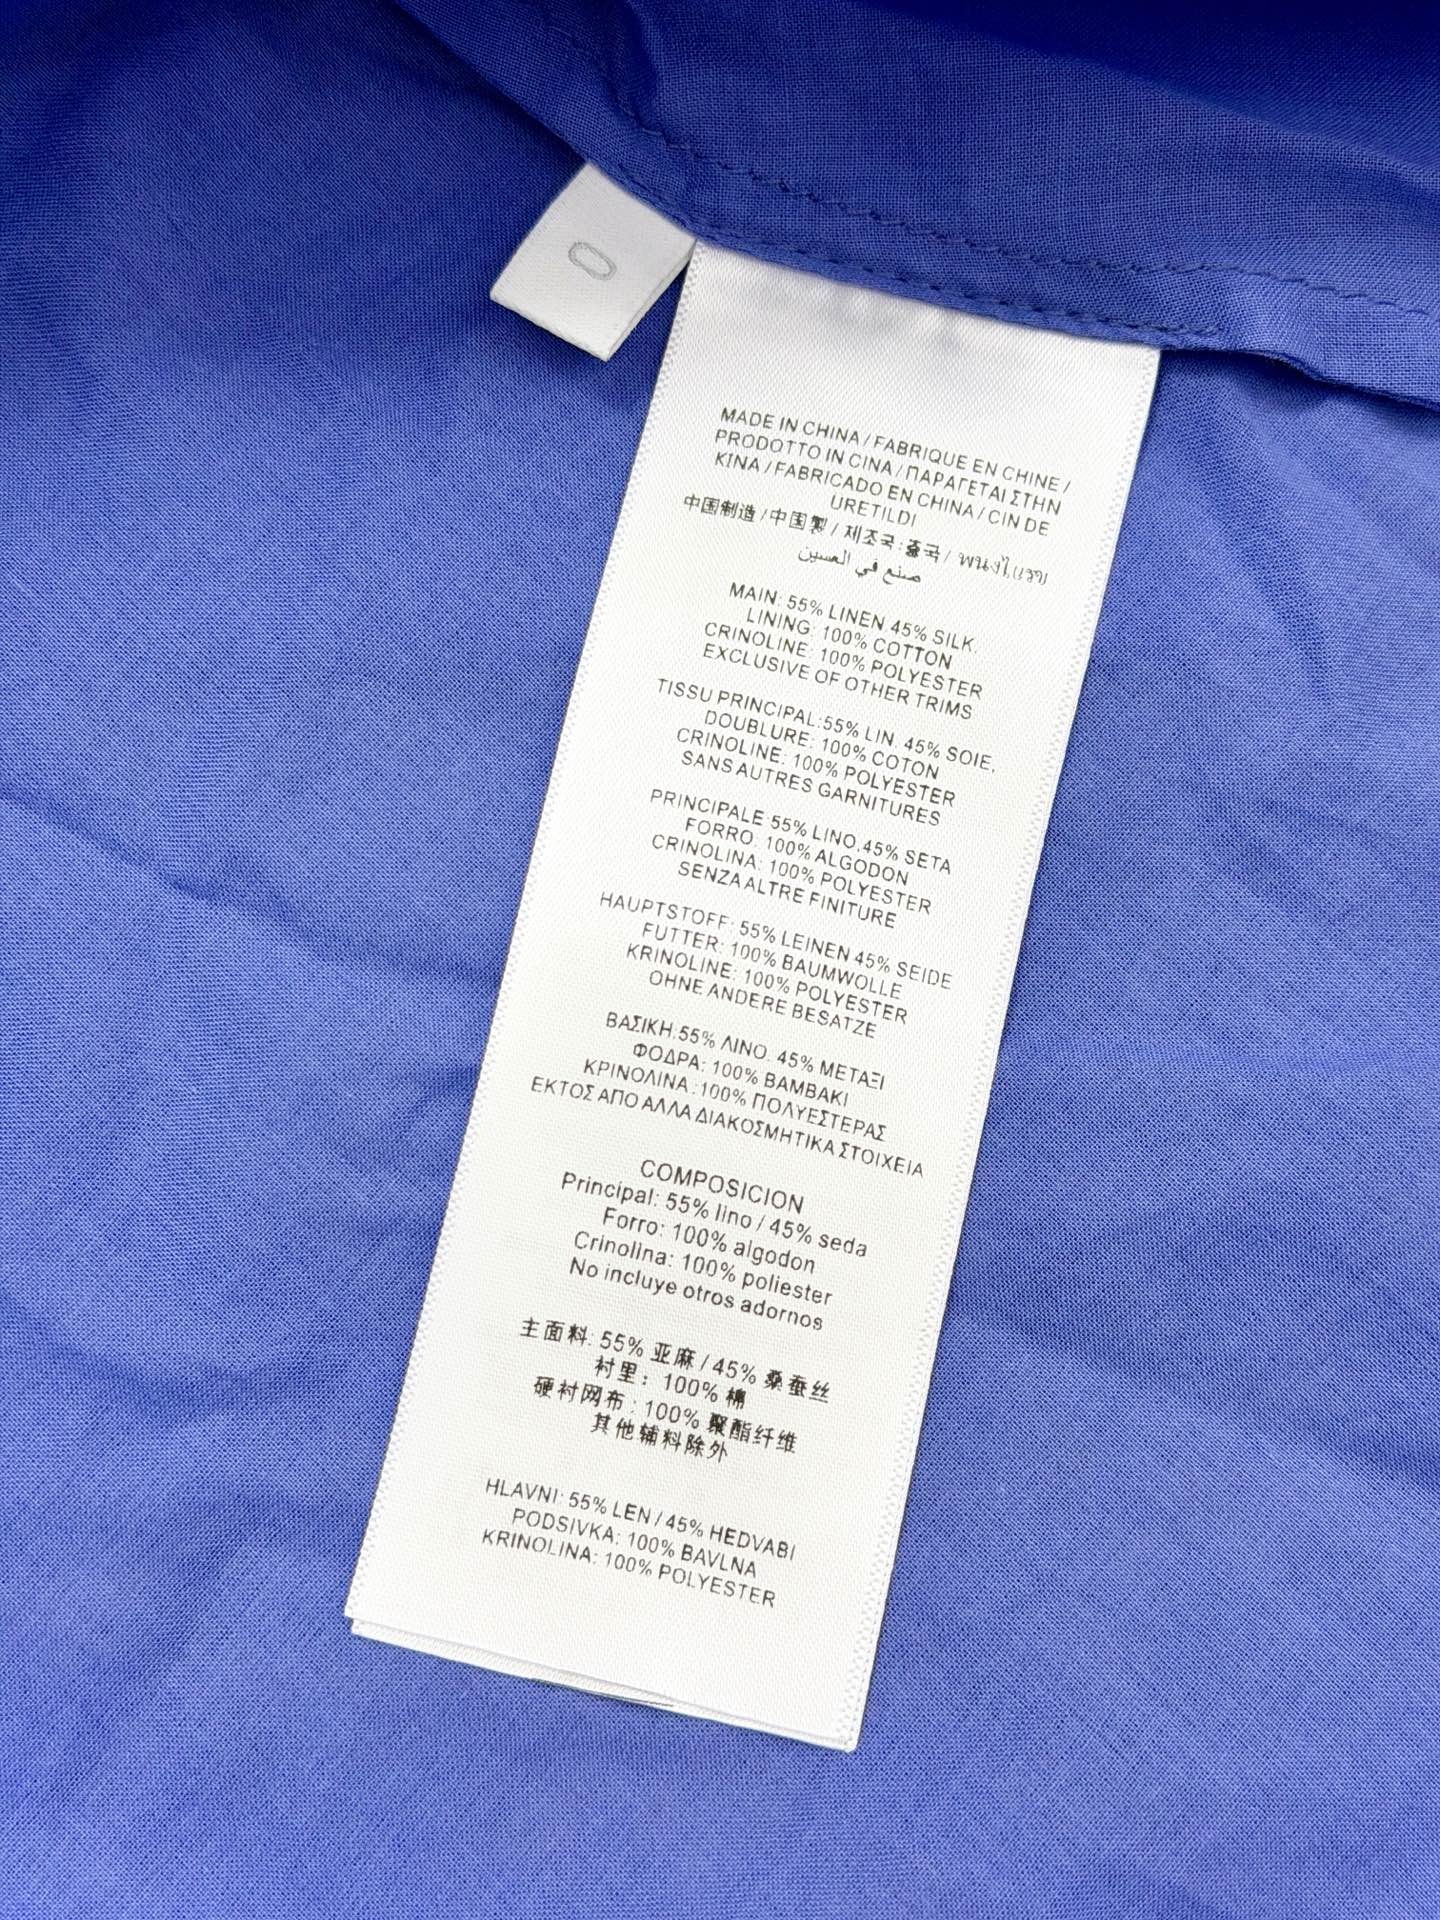 0
MADE IN CHINA / FABRIQUE EN CHINE /
PRODOTTO IN CINA / ΠΑΡΑΓΕΤΑΙ ΣΤΗΝ
ΚΙΝΑ / FABRICADO EN CHINA / CIN DE
URETILDI
中国制造 / 中国製 / 제조국 : 중국 /
صنع في الصين
MAIN: 55% LINEN 45% SILK.
LINING: 100% COTTON
CRINOLINE: 100% POLYESTER
EXCLUSIVE OF OTHER TRIMS
TISSU PRINCIPAL:55% LIN. 45% SOIE,
DOUBLURE: 100% COTON
CRINOLINE: 100% POLYESTER
SANS AUTRES GARNITURES
PRINCIPALE 55% LINO,45% SETA
FORRO: 100% ALGODON
CRINOLINA: 100% POLYESTER
SENZA ALTRE FINITURE
HAUPTSTOFF: 55% LEINEN 45% SEIDE
FUTTER: 100% BAUMWOLLE
KRINOLINE: 100% POLYESTER
OHNE ANDERE BESATZE
ΒΑΣΙΚΗ:55% ΛΙΝΟ. 45% ΜΕΤΑΞΙ
ΦΟΔΡΑ: 100% ΒΑΜΒΑΚΙ
ΚΡΙΝΟΛΙΝΑ :100% ΠΟΛΥΕΣΤΕΡΑΣ
ΕΚΤΟΣ ΑΠΟ ΑΛΛΑ ΔΙΑΚΟΣΜΗΤΙΚΑ ΣΤΟΙΧΕΙΑ
COMPOSICION
Principal: 55% lino / 45% seda
Forro: 100% algodon
Crinolina: 100% poliester
No incluye otros adornos
主面料: 55% 亚麻 / 45% 桑蚕丝
衬里: 100% 棉
硬衬网布 : 100% 聚酯纤维
其他辅料除外
HLAVNI: 55% LEN / 45% HEDVABI
PODSIVKA: 100% BAVLNA
KRINOLINA: 100% POLYESTER